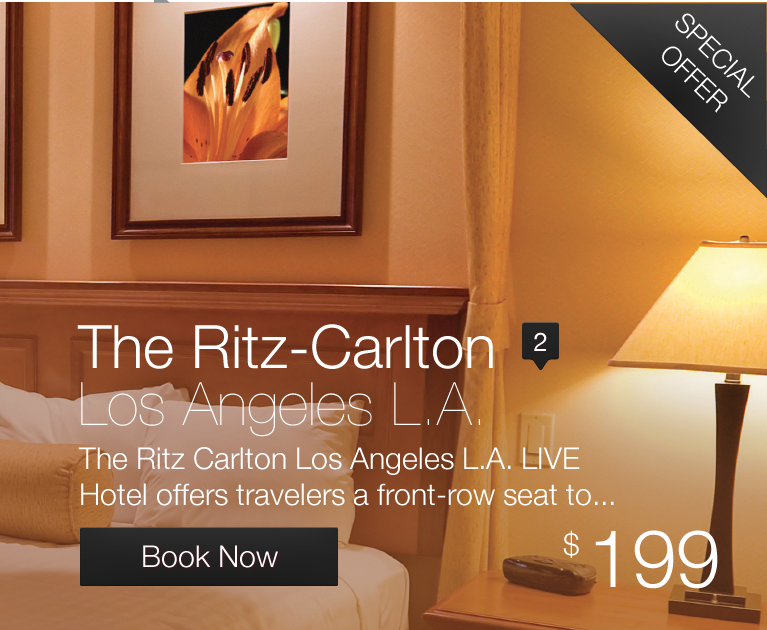 SPECIAL
OFFER
The Ritz-Carlton
2
Los Angeles L.A.
The Ritz Carlton Los Angeles L.A. LIVE
Hotel offers travelers a front-row seat to...
Book Now
$ 199